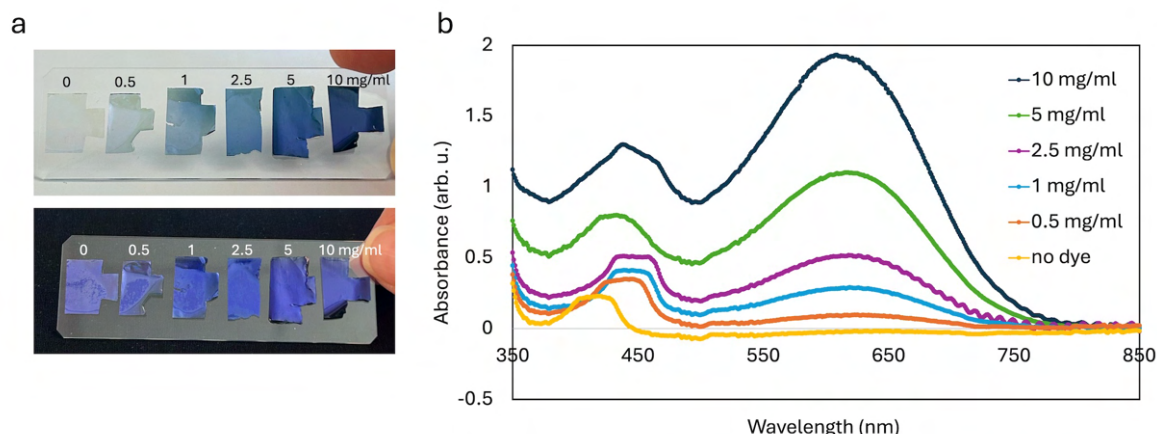 a
0 0.5 1 2.5 5 10 mg/ml
0 0.5 1 2.5 5 10 mg/ml
b
2
1.5
1
0.5
0
-0.5
Absorbance (arb. u.)
350 450 550 650 750 850
Wavelength (nm)
10 mg/ml
5 mg/ml
2.5 mg/ml
1 mg/ml
0.5 mg/ml
no dye